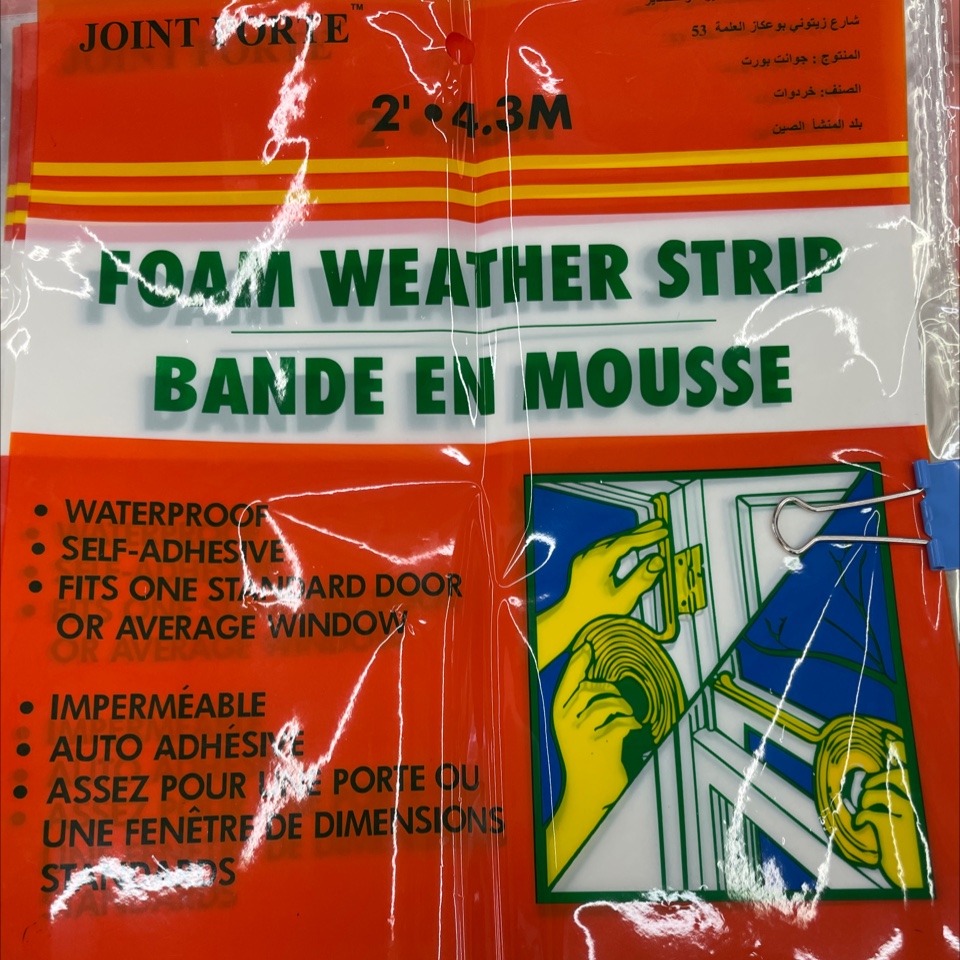 JOINT PORTE™
شارع زيتوني بوعكاز العلمة 53
المنتوج : جوانت بورت
الصنف: خردوات
بلد المنشأ الصين
2' • 4.3M
FOAM WEATHER STRIP
BANDE EN MOUSSE
• WATERPROOF
• SELF-ADHESIVE
• FITS ONE STANDARD DOOR
OR AVERAGE WINDOW
• IMPERMÉABLE
• AUTO ADHÉSIVE
• ASSEZ POUR UNE PORTE OU
UNE FENÊTRE DE DIMENSIONS
STANDARDS